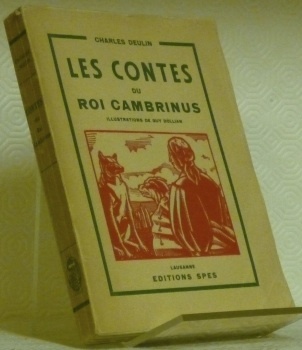 CHARLES DEULIN
LES CONTES
DU
ROI CAMBRINUS
ILLUSTRATIONS DE GUY DOLLIAN
LAUSANNE
EDITIONS SPES